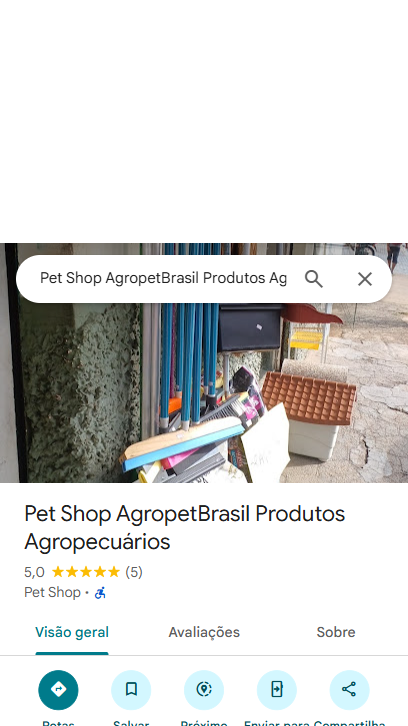 Pet Shop AgropetBrasil Produtos Ag
Pet Shop AgropetBrasil Produtos
Agropecuários
5,0 (5)
Pet Shop ·
Visão geral Avaliações Sobre
Rotas Salvar Próximo Enviar para Compartilha